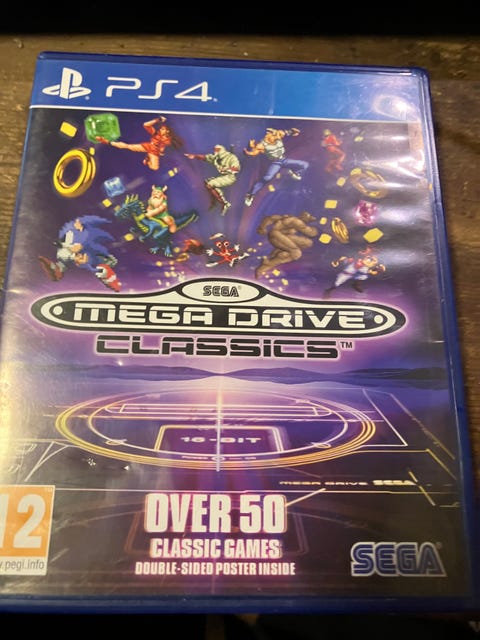 PS4
SEGA
MEGA DRIVE
CLASSICS™
16-BIT
MEGA DRIVE SEGA
OVER 50
CLASSIC GAMES
DOUBLE-SIDED POSTER INSIDE
12
.pegi.info
SEGA